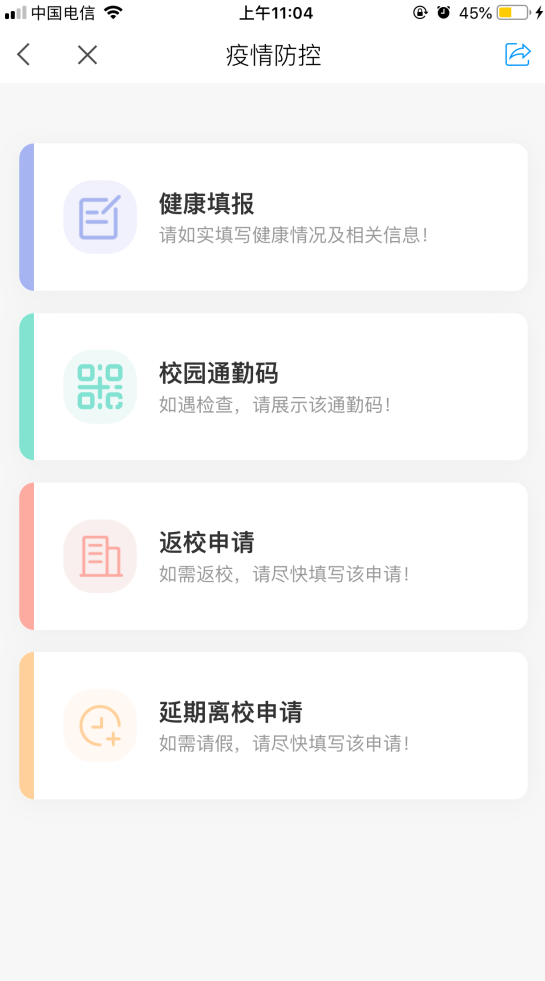 中国电信
上午11:04
45%
疫情防控
健康填报
请如实填写健康情况及相关信息！
校园通勤码
如遇检查，请展示该通勤码！
返校申请
如需返校，请尽快填写该申请！
延期离校申请
如需请假，请尽快填写该申请！